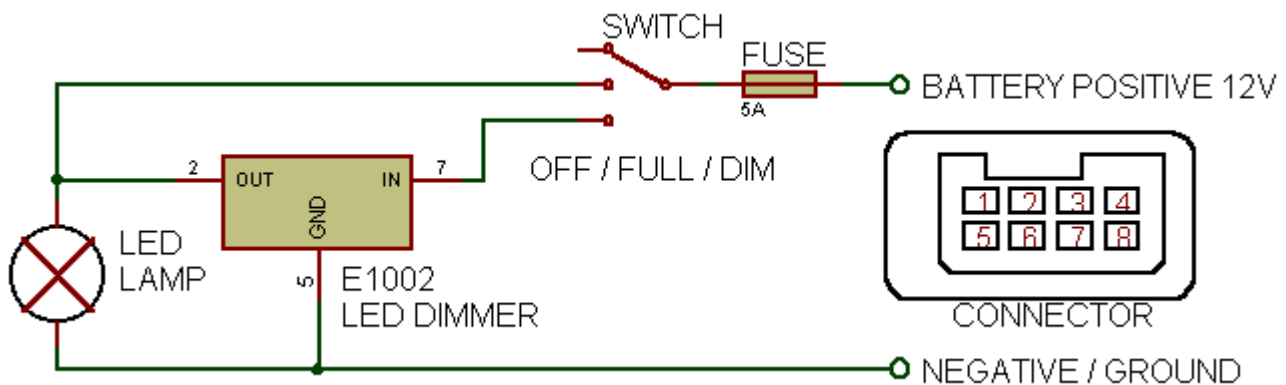 SWITCH
FUSE
5A
BATTERY POSITIVE 12V
OFF / FULL / DIM
2
OUT
IN
7
GND
5
E1002
LED DIMMER
LED
LAMP
1 2 3 4
5 6 7 8
CONNECTOR
NEGATIVE / GROUND